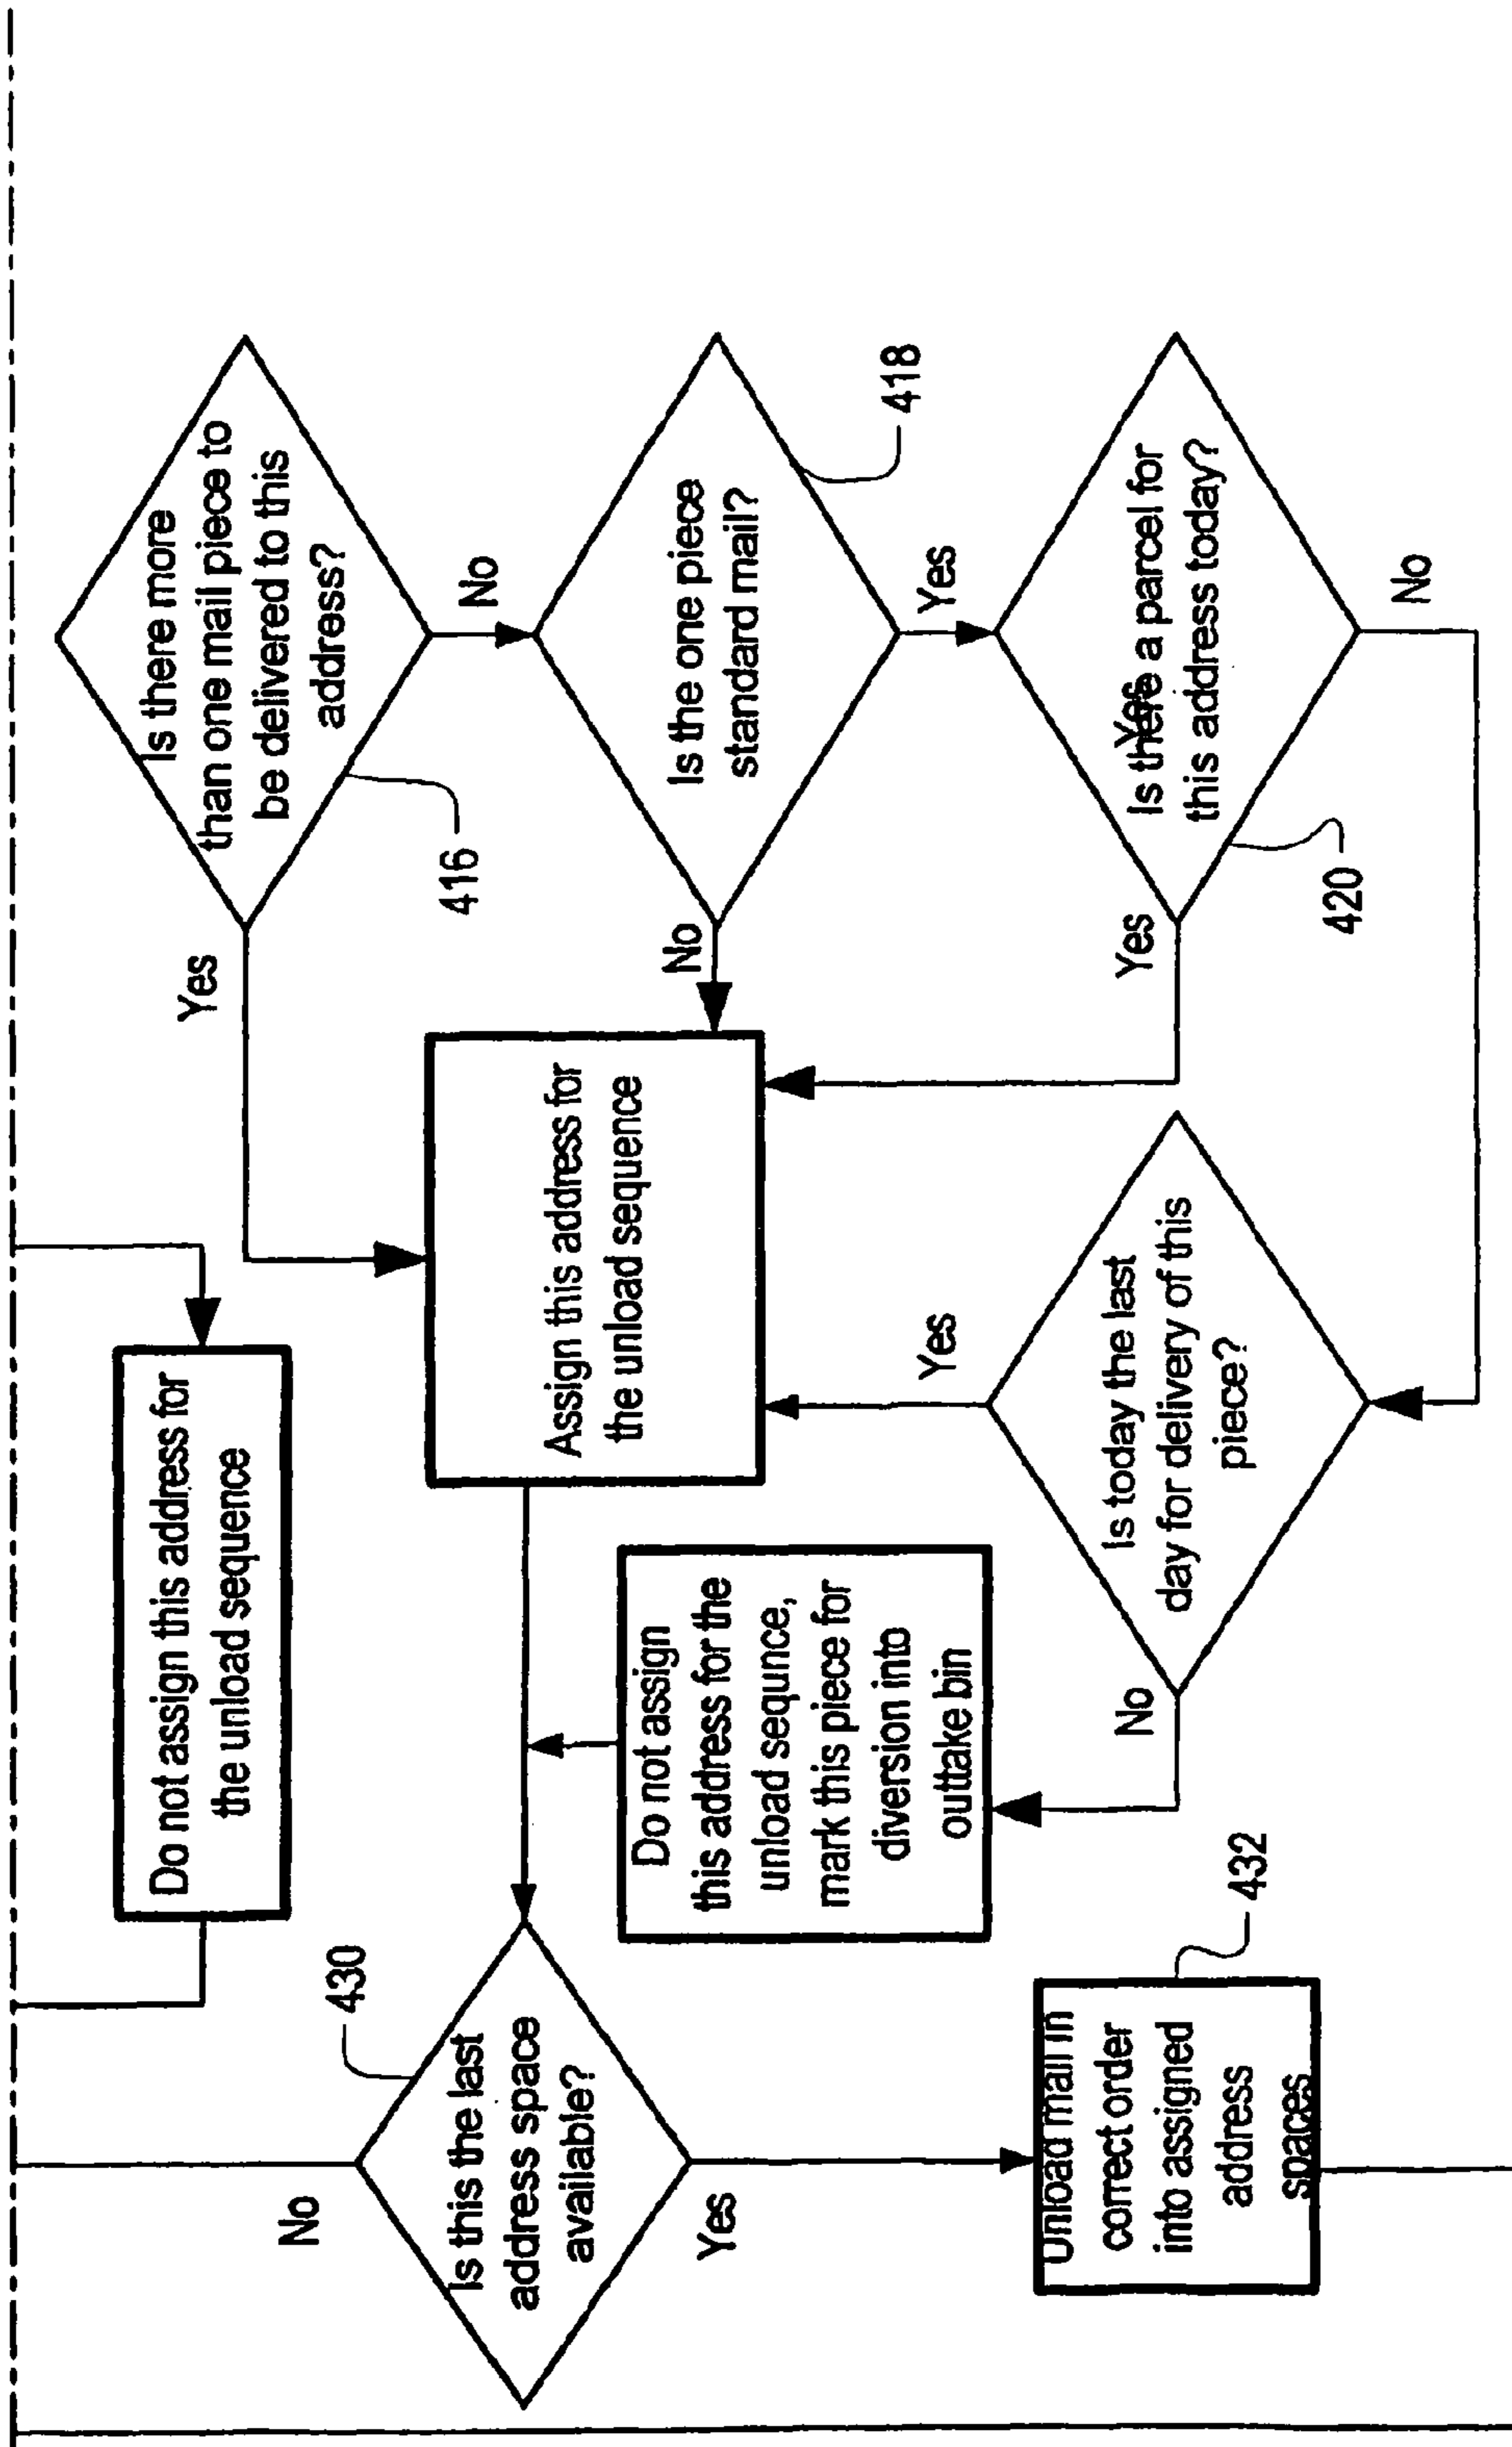 Is there more
than one mail piece to
be delivered to this
address?
Yes
No
416
Is the one piece
standard mail?
418
No
Yes
Yes
Is there a parcel for
this address today?
Yes
No
420
Do not assign this address for
the unload sequence
Assign this address for
the unload sequence
Is today the last
day for delivery of this
piece?
Yes
No
Do not assign
this address for the
unload sequnce,
mark this piece for
diversion into
outtake bin
430
Is this the last
address space
available?
No
Yes
Unload mail in
correct order
into assigned
address
spaces
432